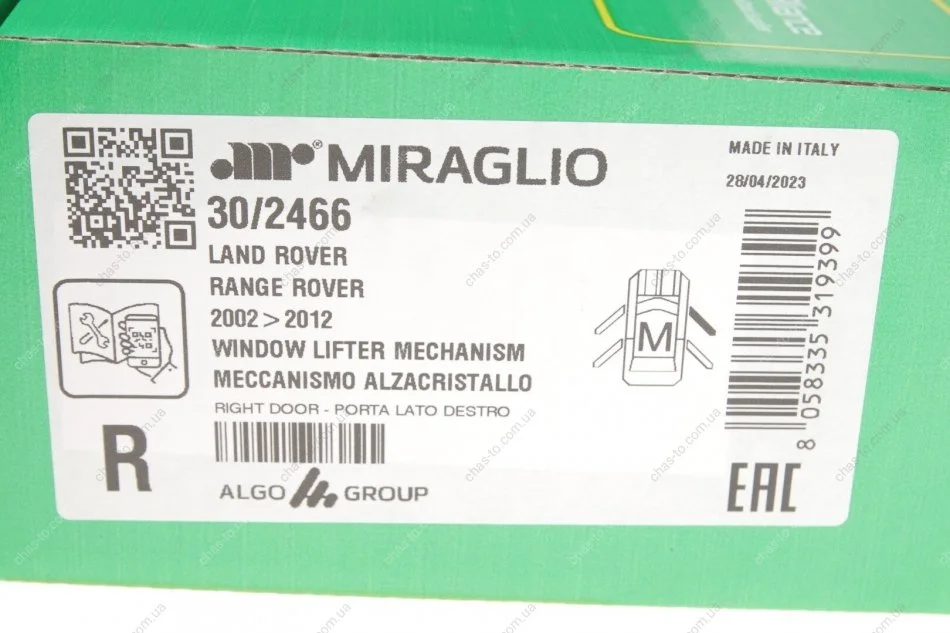 mr® MIRAGLIO
30/2466
LAND ROVER
RANGE ROVER
2002 > 2012
WINDOW LIFTER MECHANISM
MECCANISMO ALZACRISTALLO
RIGHT DOOR - PORTA LATO DESTRO
R
ALGO GROUP
MADE IN ITALY
28/04/2023
M
8 058335 319399
EAC
chas-to.com.ua